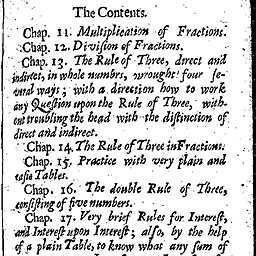 The Contents.
Chap. 11. Multiplication of Fractions.
Chap. 12. Division of Fractions.
Chap. 13. The Rule of Three, direct and
indirect, in whole numbrs, wrought four ſe-
veral ways; with a direction how to work
any Question upon the Rule of Three, with-
out troubling the head with the diſtinction of
direct and indirect.
Chap. 14. The Rule of Three in Fractions.
Chap. 15. Practice with very plain and
eaſie Tables.
Chap. 16. The double Rule of Three,
conſiſting of five numbers.
Chap. 17. Very brief Rules for Intereſt,
and Intereſt upon Intereſt; alſo, by the help
of a plain Table, to know what any ſum of